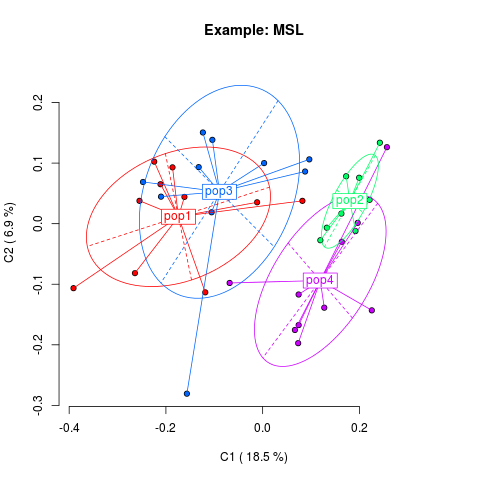 Example: MSL
0.2
0.1
0.0
-0.1
-0.2
-0.3
C2 ( 6.9 %)
pop3
pop2
pop1
pop4
-0.4 -0.2 0.0 0.2
C1 ( 18.5 %)